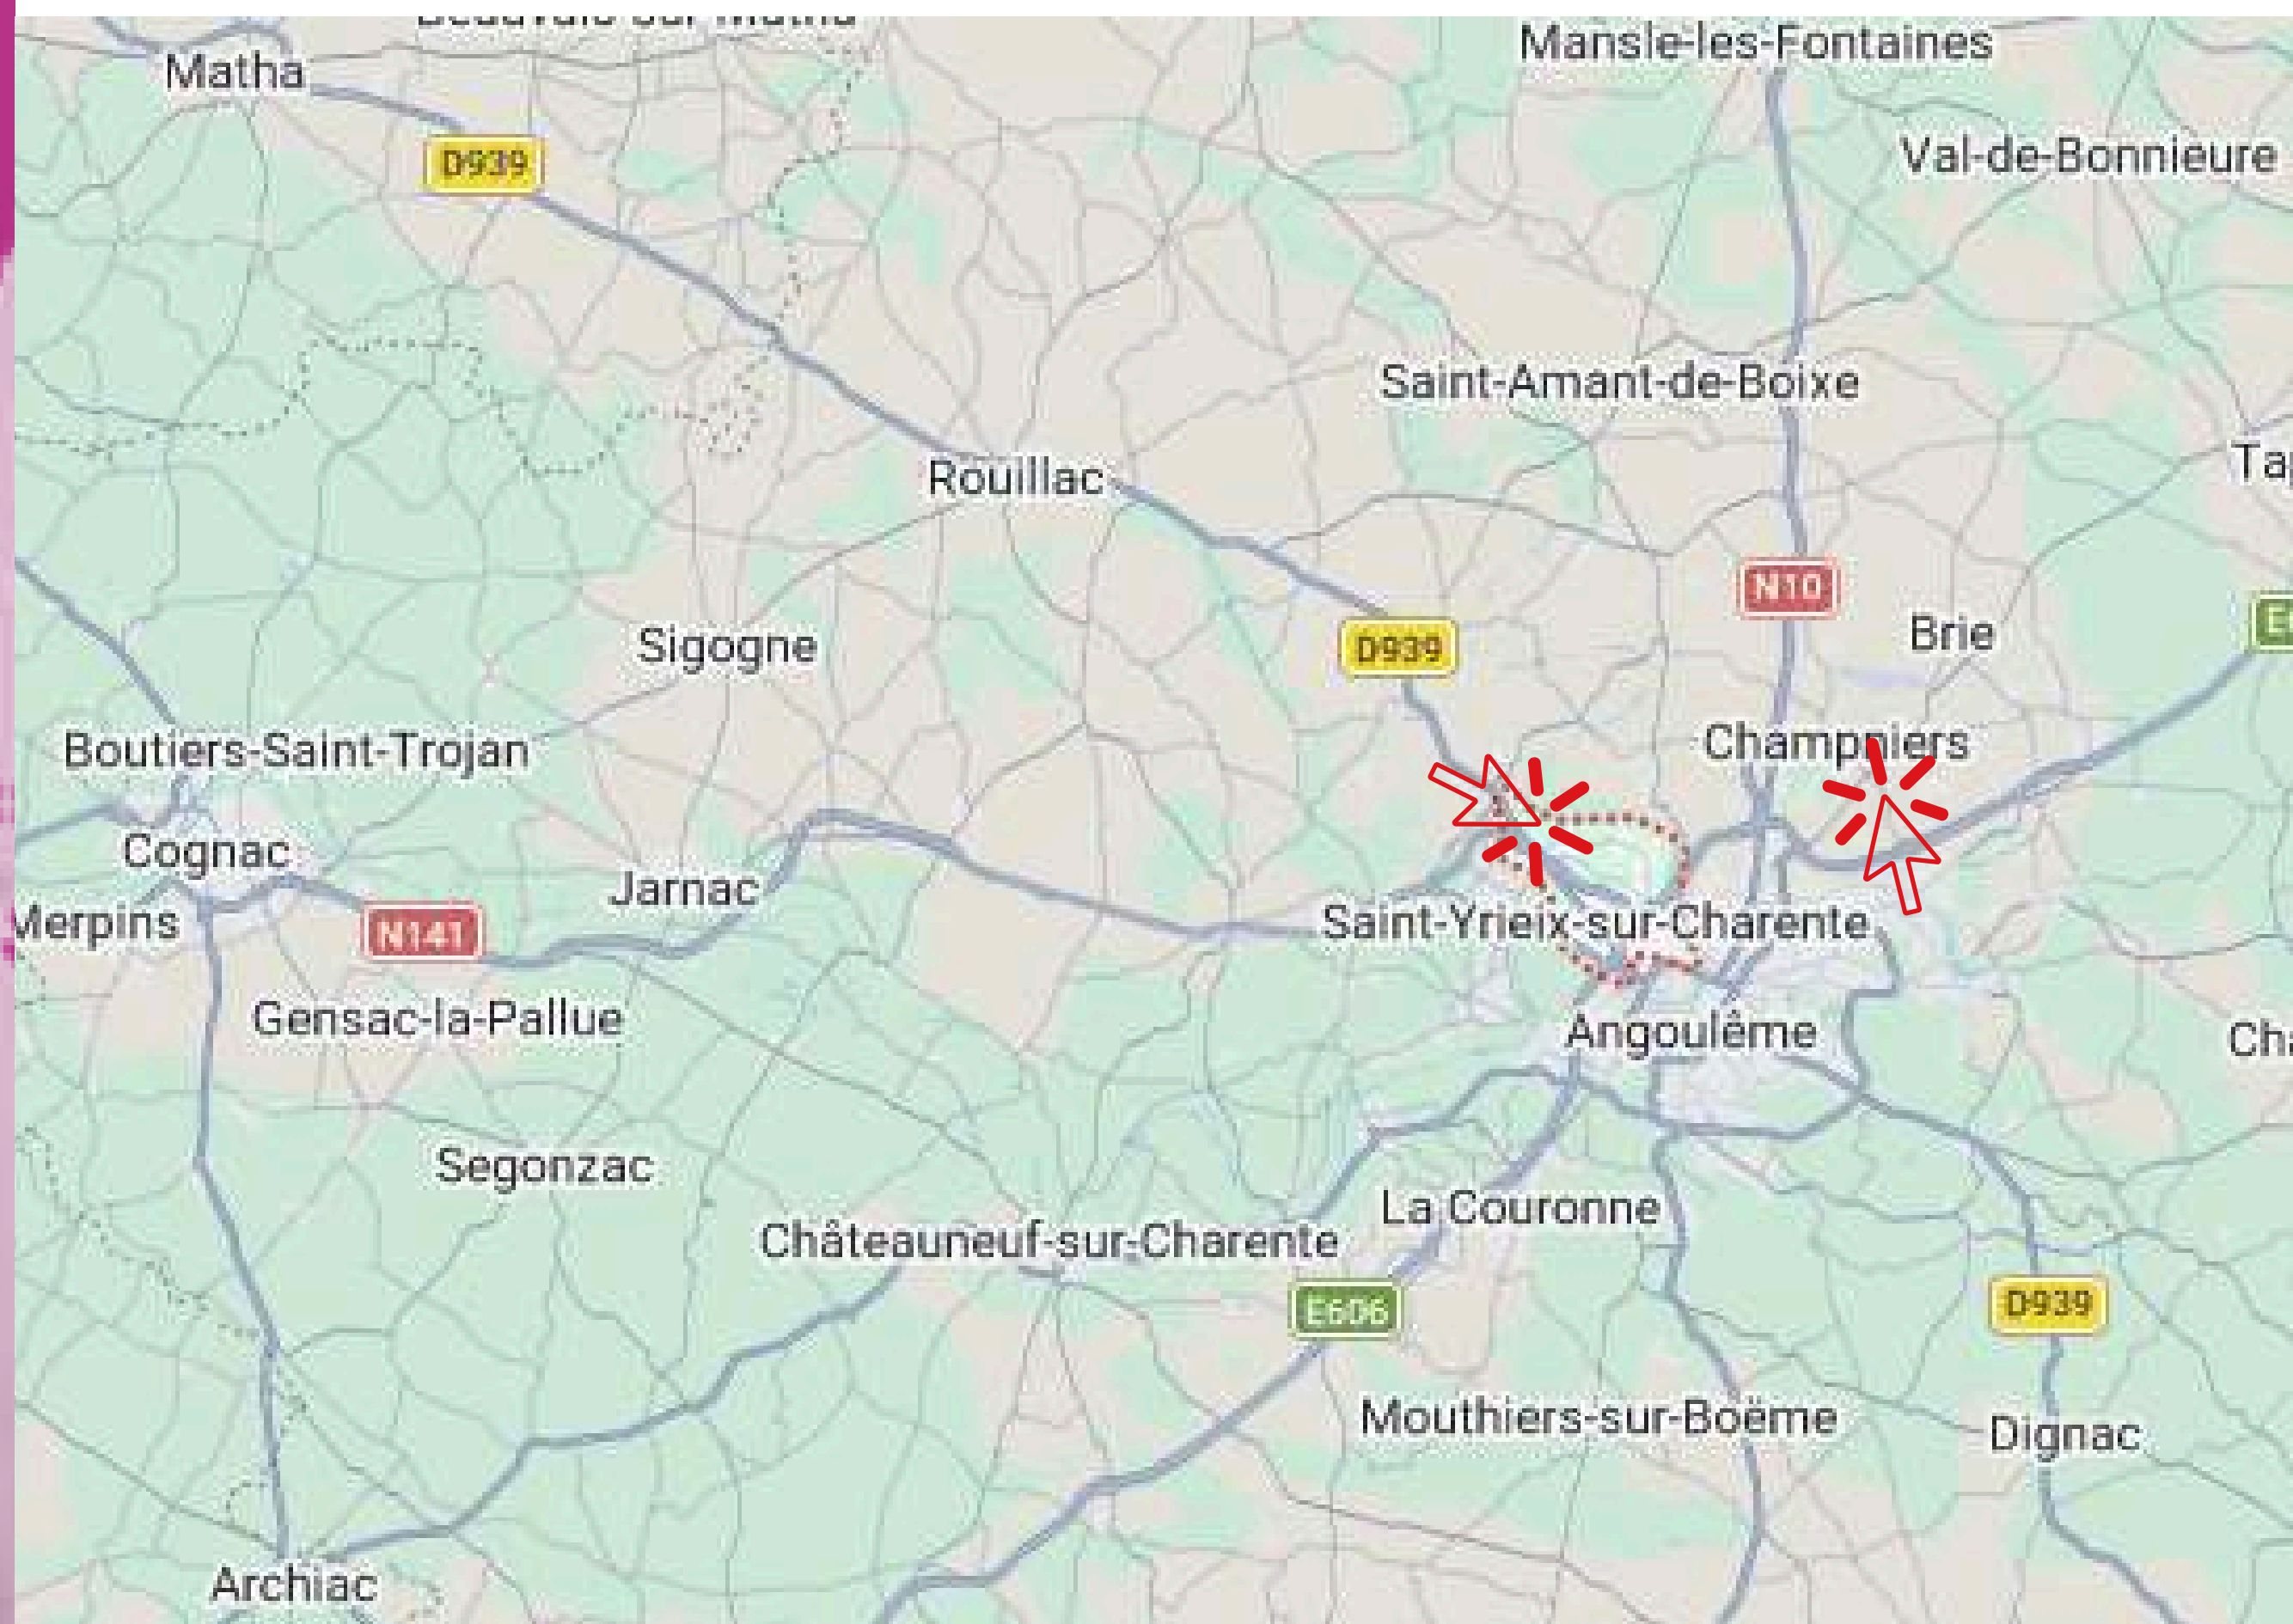 Matha
Mansle-les-Fontaines
D939
Val-de-Bonnieure
Saint-Amant-de-Boixe
Rouillac
N10
Brie
Sigogne
D939
Champniers
Boutiers-Saint-Trojan
Cognac
Jarnac
Merpins
N141
Saint-Yrieix-sur-Charente
Gensac-la-Pallue
Angoulême
Segonzac
La Couronne
Châteauneuf-sur-Charente
E606
D939
Mouthiers-sur-Boëme
Dignac
Archiac